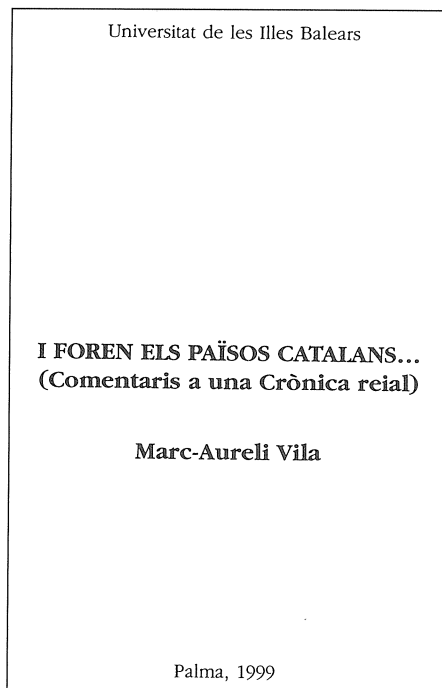 Universitat de les Illes Balears
I FOREN ELS PAÏSOS CATALANS...
(Comentaris a una Crònica reial)
Marc-Aureli Vila
Palma, 1999